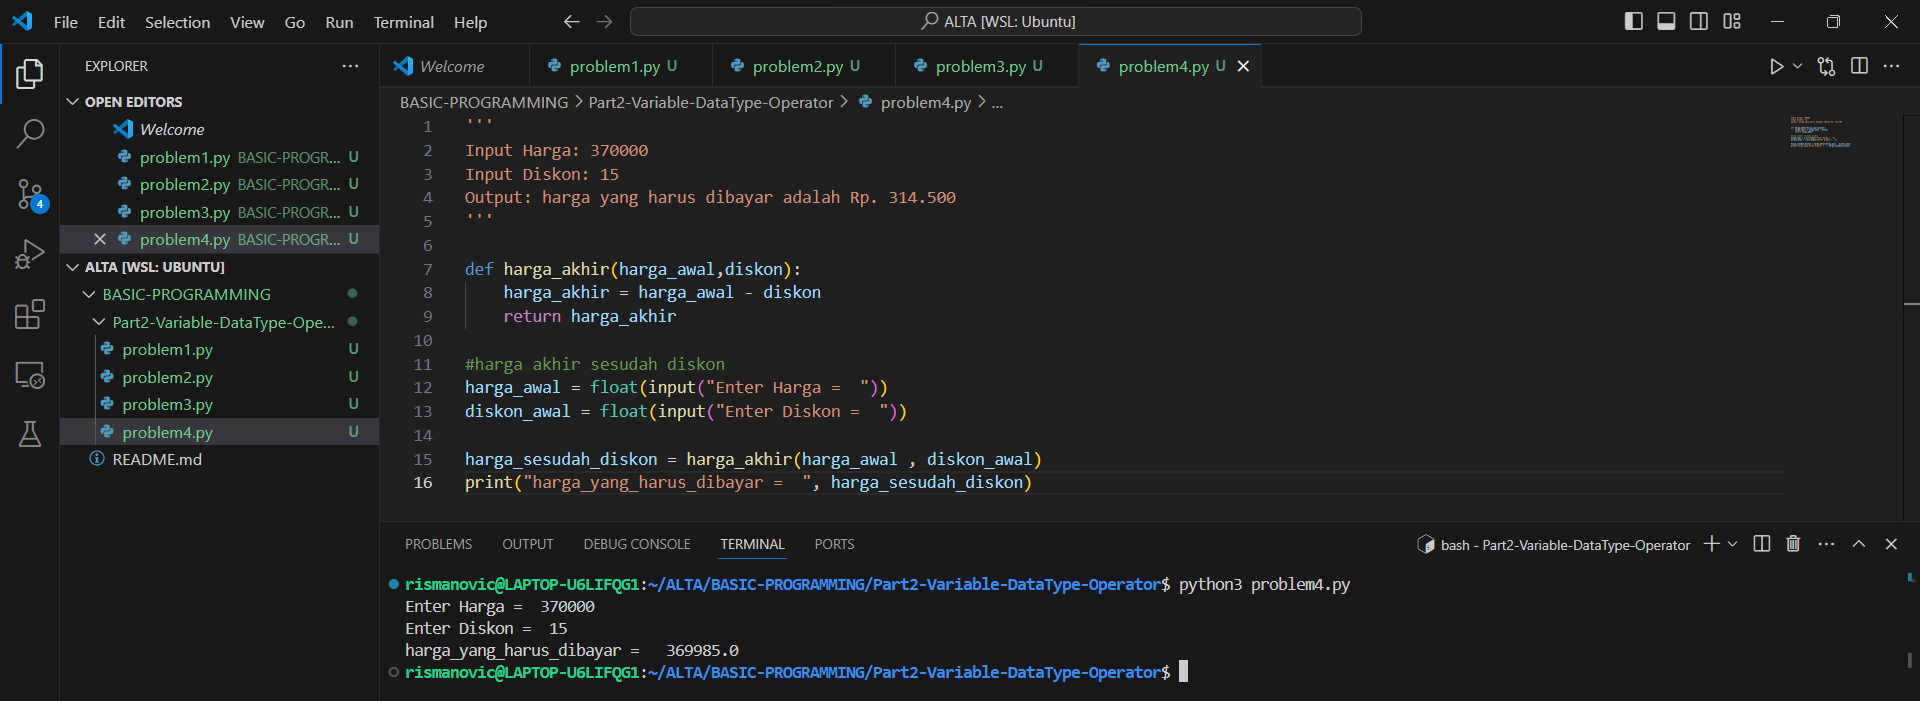 File Edit Selection View Go Run Terminal Help
ALTA [WSL: Ubuntu]
EXPLORER
OPEN EDITORS
Welcome
problem1.py BASIC-PROGR... U
problem2.py BASIC-PROGR... U
problem3.py BASIC-PROGR... U
problem4.py BASIC-PROGR... U
4
ALTA [WSL: UBUNTU]
BASIC-PROGRAMMING
Part2-Variable-DataType-Ope...
problem1.py U
problem2.py U
problem3.py U
problem4.py U
README.md
Welcome problem1.py U problem2.py U problem3.py U problem4.py U
BASIC-PROGRAMMING > Part2-Variable-DataType-Operator > problem4.py > ...
1 '''
2 Input Harga: 370000
3 Input Diskon: 15
4 Output: harga yang harus dibayar adalah Rp. 314.500
5 '''
6
7 def harga_akhir(harga_awal,diskon):
8     harga_akhir = harga_awal - diskon
9     return harga_akhir
10
11 #harga akhir sesudah diskon
12 harga_awal = float(input("Enter Harga =  "))
13 diskon_awal = float(input("Enter Diskon =  "))
14
15 harga_sesudah_diskon = harga_akhir(harga_awal , diskon_awal)
16 print("harga_yang_harus_dibayar =  ", harga_sesudah_diskon)
PROBLEMS OUTPUT DEBUG CONSOLE TERMINAL PORTS
bash - Part2-Variable-DataType-Operator
rismanovic@LAPTOP-U6LIFQG1:~/ALTA/BASIC-PROGRAMMING/Part2-Variable-DataType-Operator$ python3 problem4.py
Enter Harga =  370000
Enter Diskon =  15
harga_yang_harus_dibayar =   369985.0
rismanovic@LAPTOP-U6LIFQG1:~/ALTA/BASIC-PROGRAMMING/Part2-Variable-DataType-Operator$